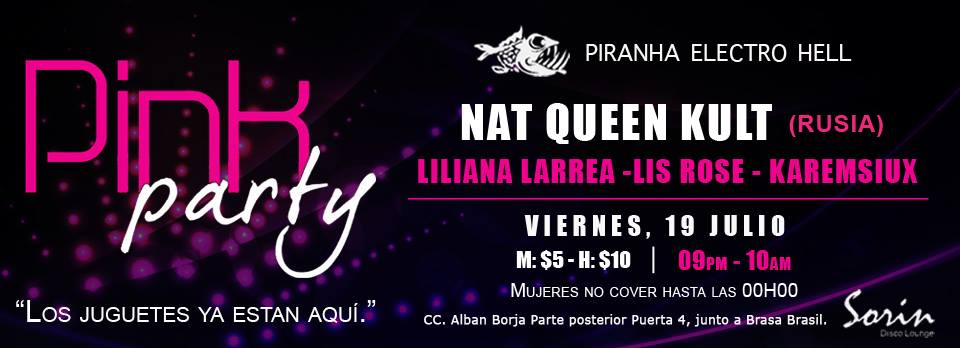 Pink
party
"Los juguetes ya estan aquí."
PIRANHA ELECTRO HELL
NAT QUEEN KULT (RUSIA)
LILIANA LARREA -LIS ROSE - KAREMSIUX
VIERNES, 19 JULIO
M: $5 - H: $10 | 09PM - 10AM
Mujeres no cover hasta las 00H00
CC. Alban Borja Parte posterior Puerta 4, junto a Brasa Brasil.
Sorin
Disco Lounge